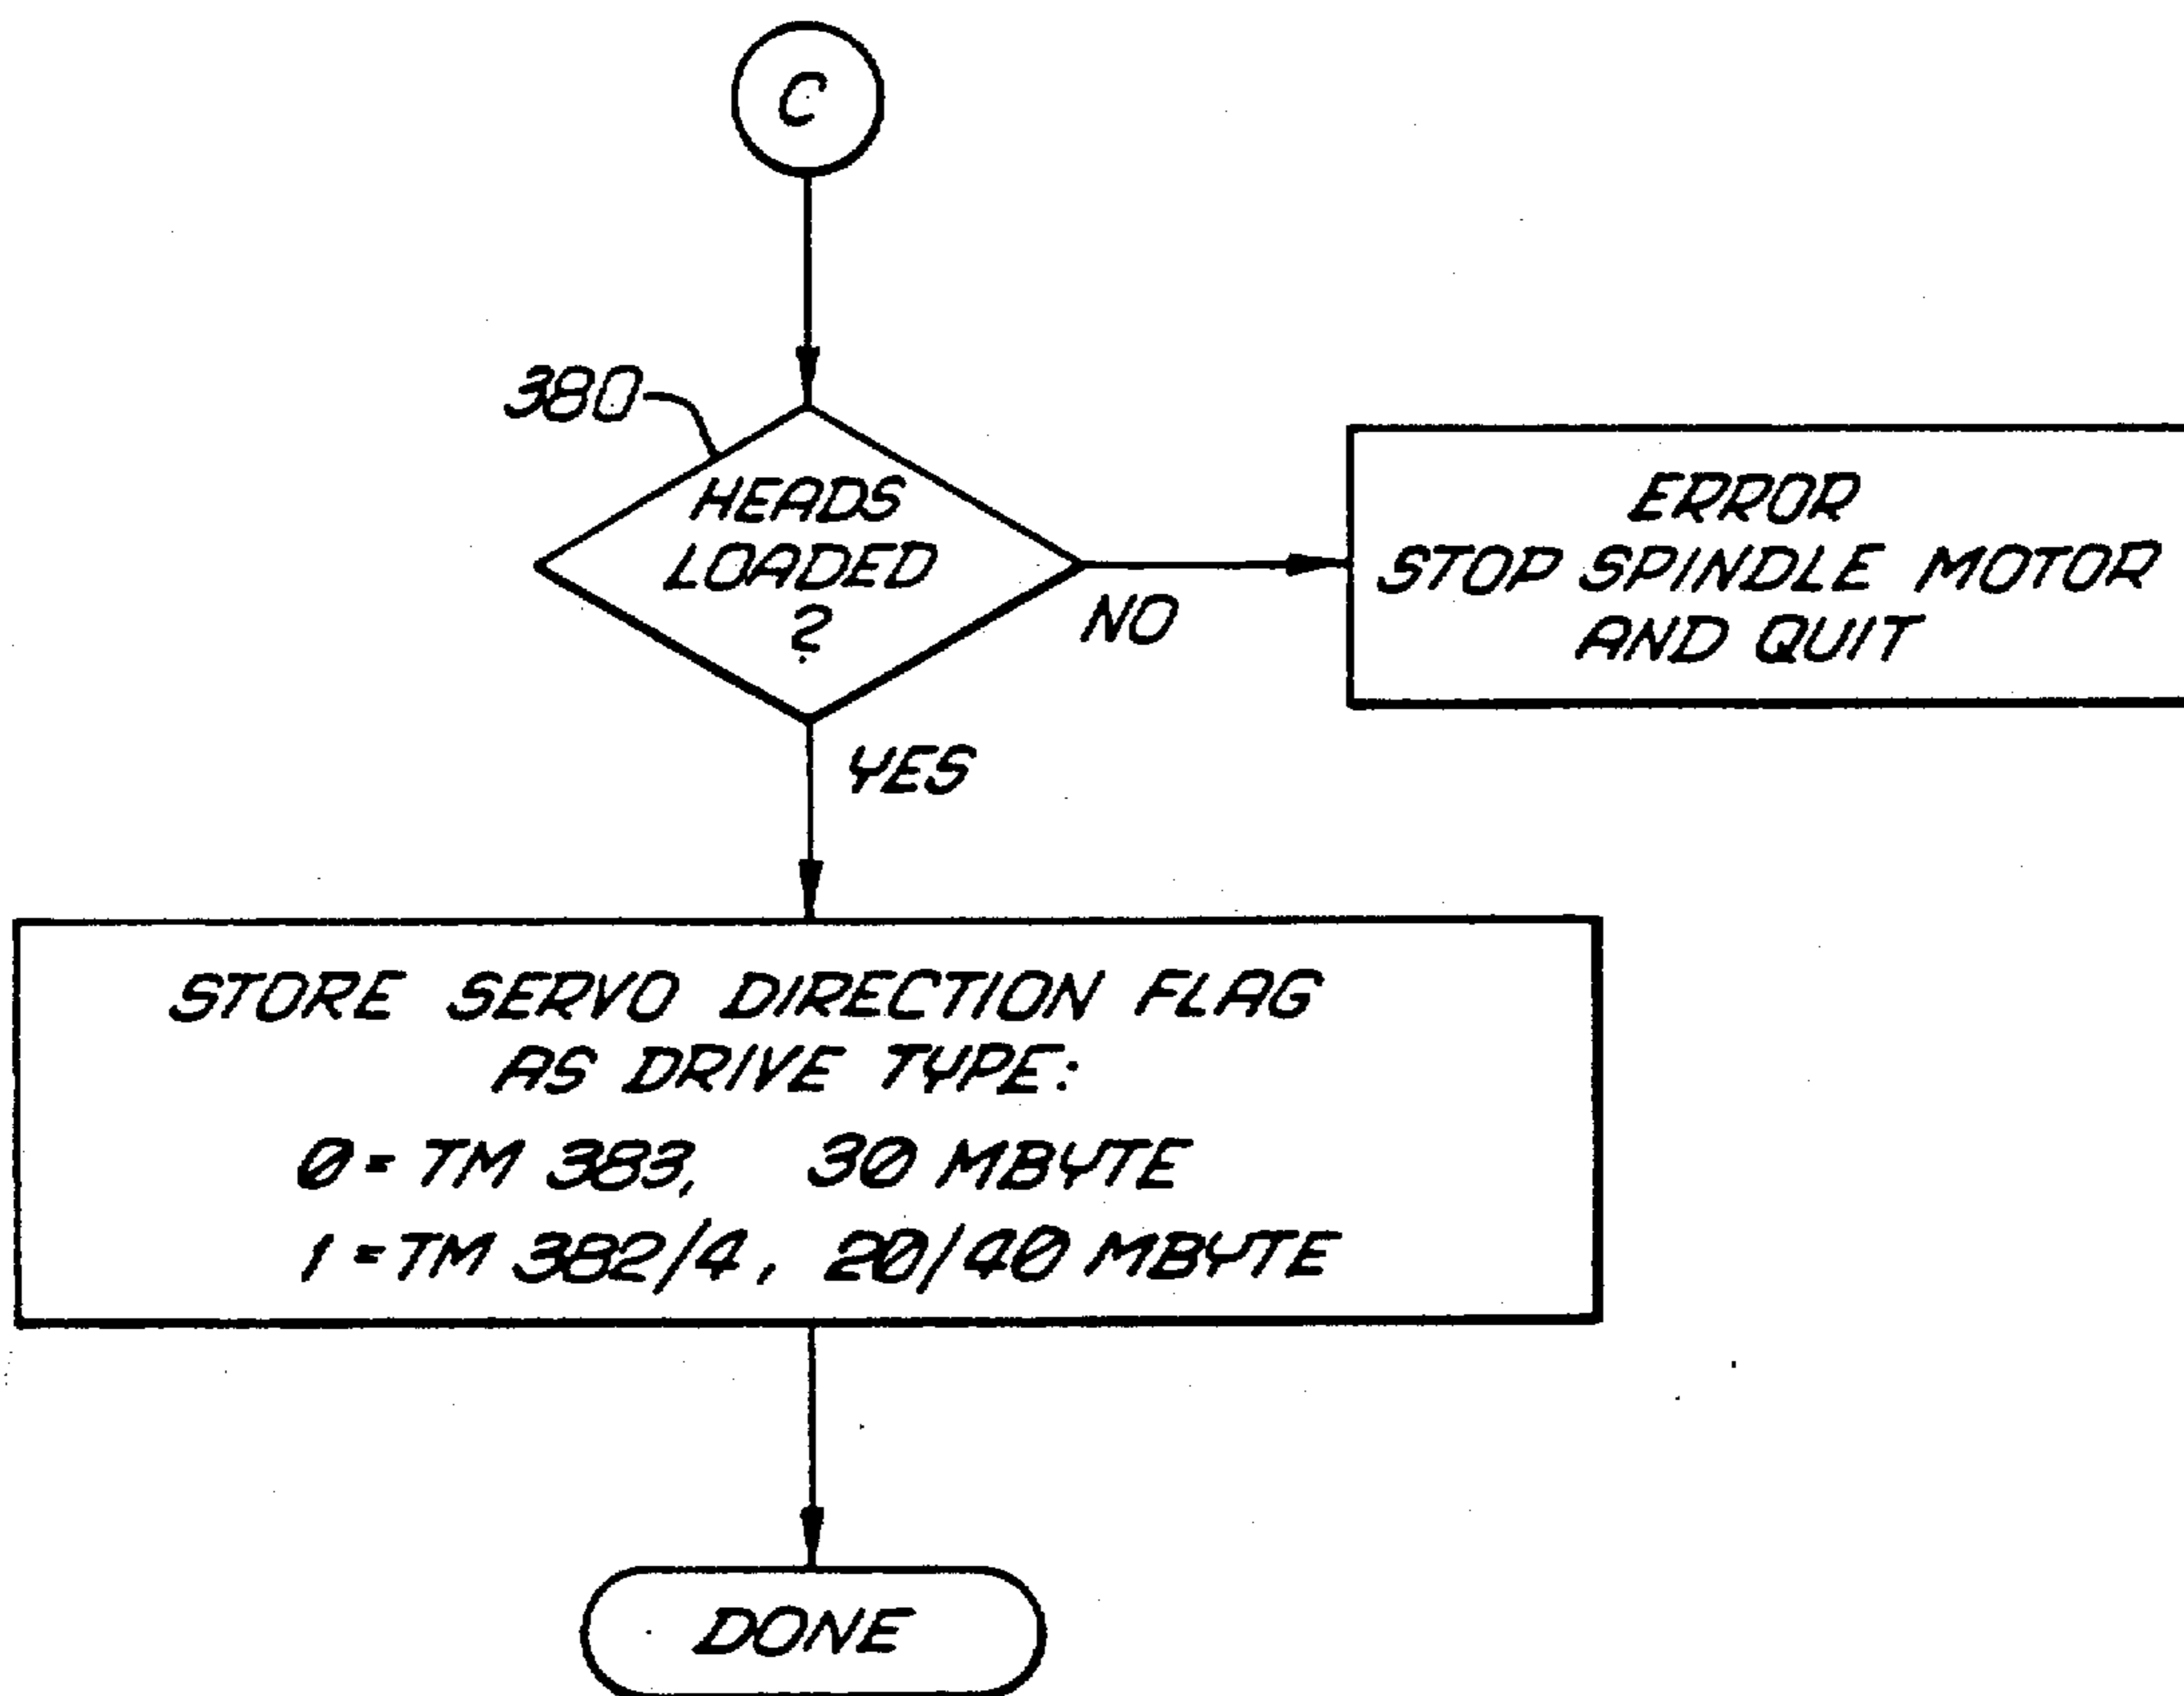 C
380
HEADS
LOADED
?
NO
ERROR
STOP SPINDLE MOTOR
AND QUIT
YES
STORE SERVO DIRECTION FLAG
AS DRIVE TYPE:
0 = TM 383, 30 MBYTE
1 = TM 382/4, 20/40 MBYTE
DONE